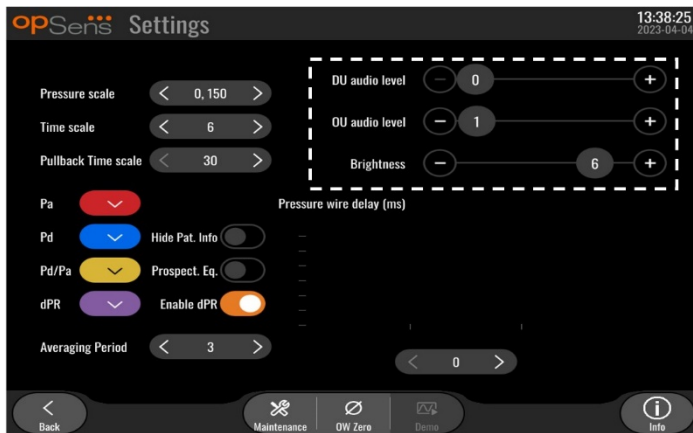 opSens Settings
13:38:25
2023-04-04
Pressure scale < 0, 150 >
Time scale < 6 >
Pullback Time scale < 30 >
DU audio level − 0 +
OU audio level − 1 +
Brightness − 6 +
Pa
Pressure wire delay (ms)
Pd
Hide Pat. Info
Pd/Pa
Prospect. Eq.
dPR
Enable dPR
Averaging Period < 3 >
< 0 >
Back
Maintenance
OW Zero
Demo
Info